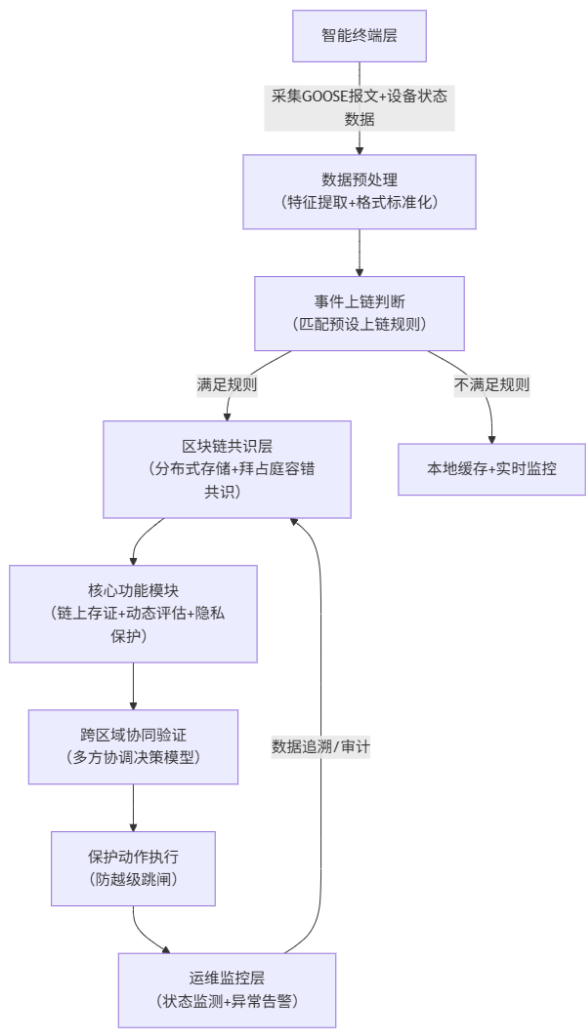 智能终端层
采集GOOSE报文+设备状态
数据
数据预处理
（特征提取+格式标准化）
事件上链判断
（匹配预设上链规则）
满足规则
不满足规则
区块链共识层
（分布式存储+拜占庭容错
共识）
本地缓存+实时监控
核心功能模块
（链上存证+动态评估+隐私
保护）
跨区域协同验证
（多方协调决策模型）
数据追溯/审计
保护动作执行
（防越级跳闸）
运维监控层
（状态监测+异常告警）